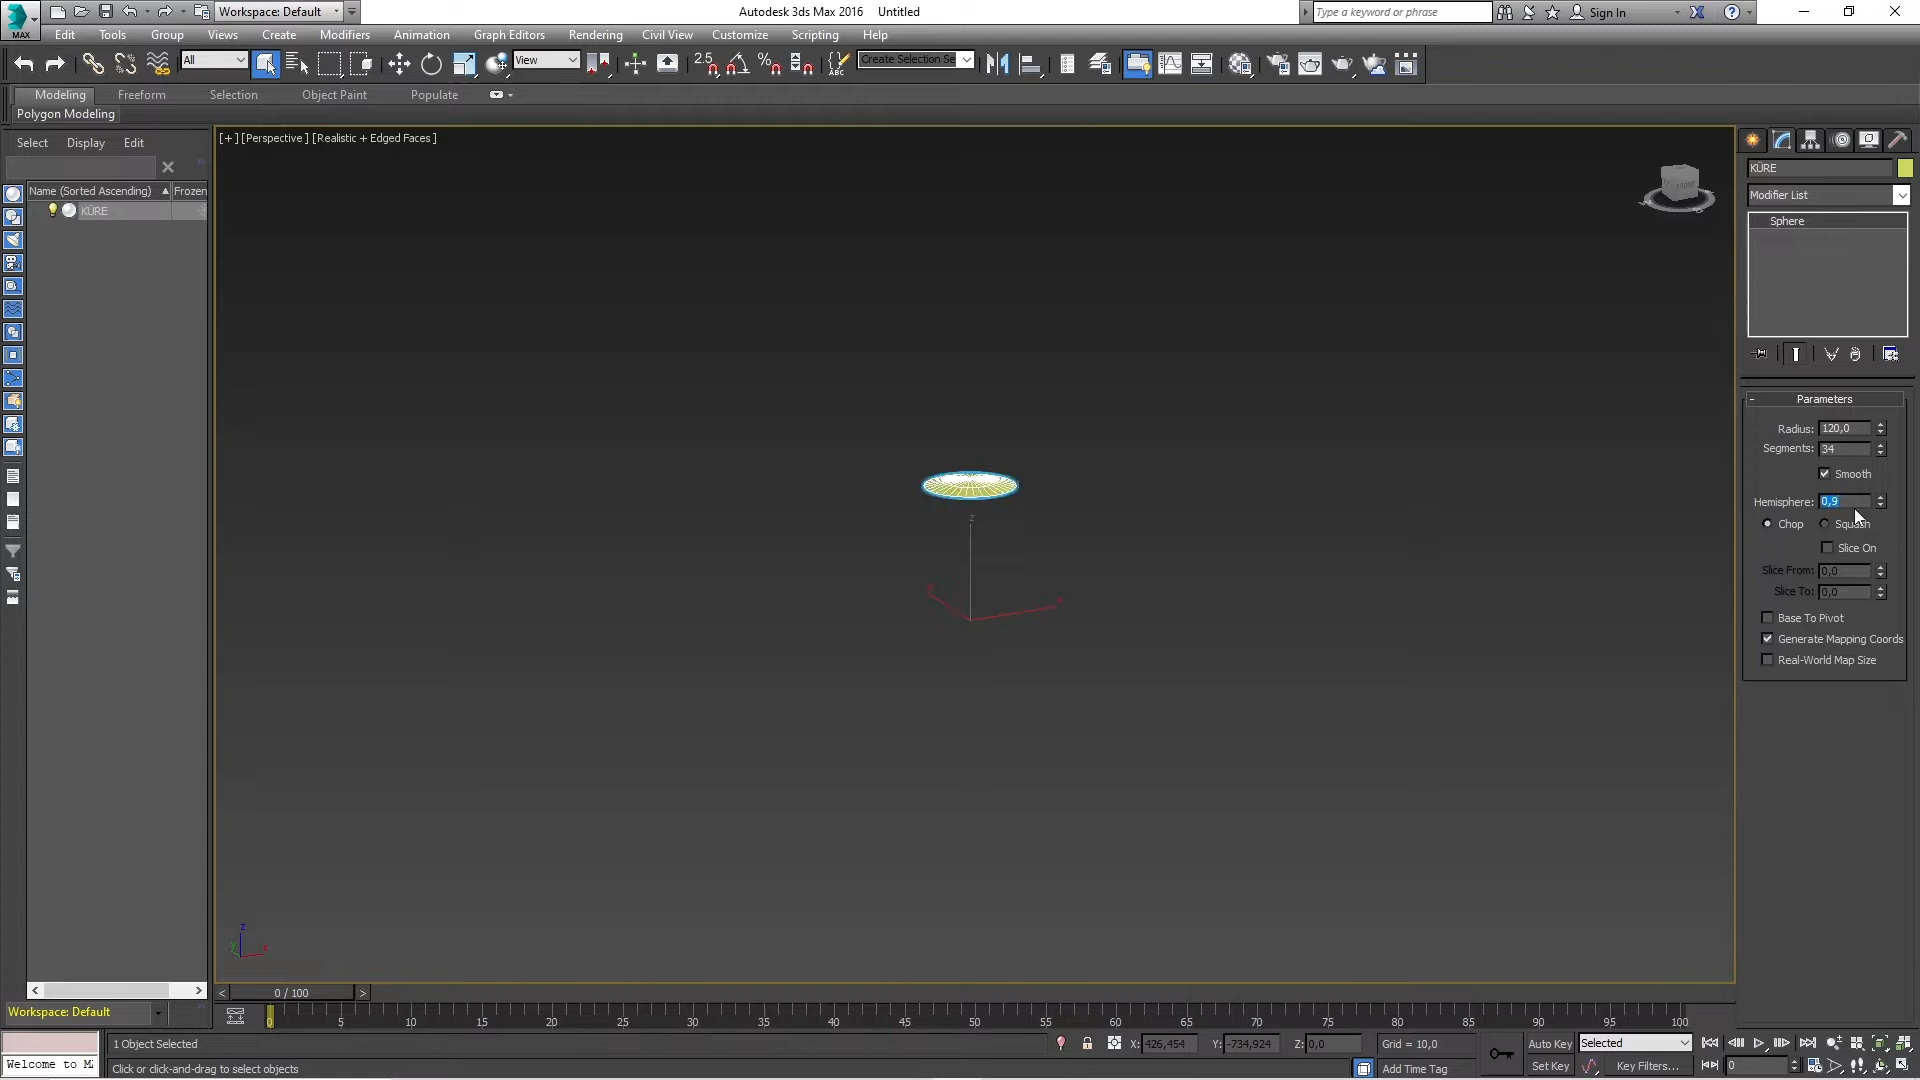 MAX
Workspace: Default
Autodesk 3ds Max 2016 Untitled
Type a keyword or phrase
Sign In
Edit Tools Group Views Create Modifiers Animation Graph Editors Rendering Civil View Customize Scripting Help
All
View
2.5
ABC
Create Selection Se
Modeling Freeform Selection Object Paint Populate
Polygon Modeling
Select Display Edit
[+] [Perspective] [Realistic + Edged Faces]
Name (Sorted Ascending) Frozen
KÜRE
FRONT
KÜRE
Modifier List
Sphere
- Parameters
Radius: 120,0
Segments: 34
Smooth
Hemisphere: 0,9
Chop Squash
Slice On
Slice From: 0,0
Slice To: 0,0
Base To Pivot
Generate Mapping Coords
Real-World Map Size
z
z
y
x
< 0 / 100 >
Workspace: Default
0 5 10 15 20 25 30 35 40 45 50 55 60 65 70 75 80 85 90 95 100
1 Object Selected
X: 426,454 Y: -734,924 Z: 0,0
Grid = 10,0
Auto Key Selected
Welcome to M
Click or click-and-drag to select objects
Add Time Tag
Set Key Key Filters...
0